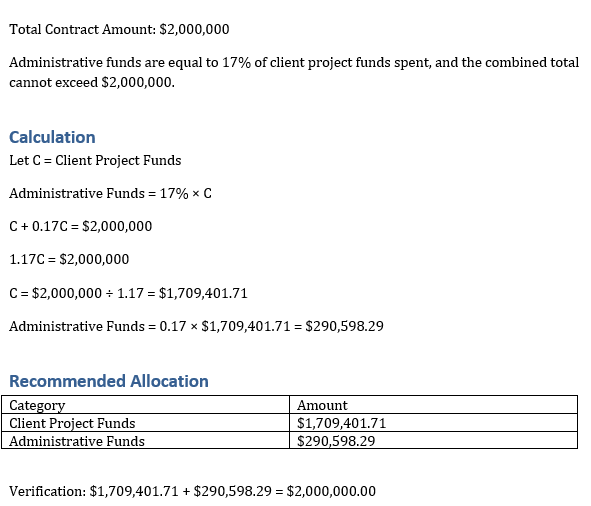 Total Contract Amount: $2,000,000
Administrative funds are equal to 17% of client project funds spent, and the combined total
cannot exceed $2,000,000.
Calculation
Let C = Client Project Funds
Administrative Funds = 17% × C
C + 0.17C = $2,000,000
1.17C = $2,000,000
C = $2,000,000 ÷ 1.17 = $1,709,401.71
Administrative Funds = 0.17 × $1,709,401.71 = $290,598.29
Recommended Allocation
Category Amount
Client Project Funds $1,709,401.71
Administrative Funds $290,598.29
Verification: $1,709,401.71 + $290,598.29 = $2,000,000.00